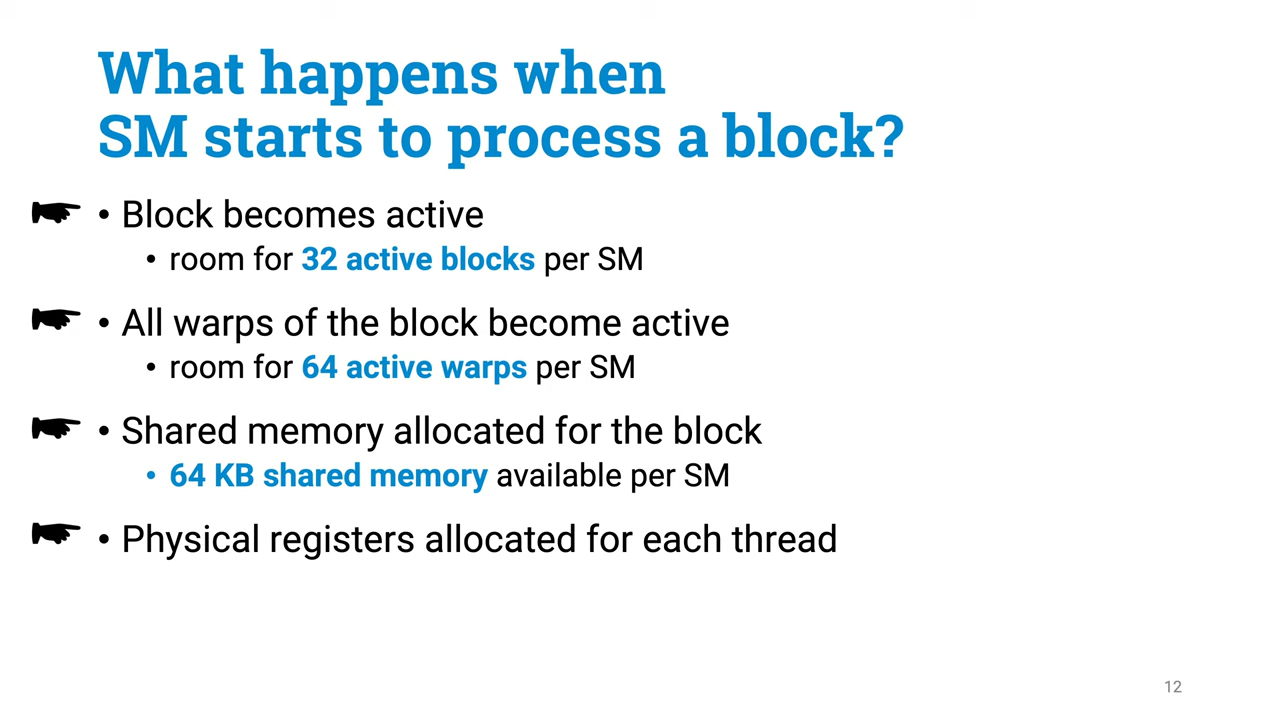 What happens when
SM starts to process a block?
• Block becomes active
• room for 32 active blocks per SM
• All warps of the block become active
• room for 64 active warps per SM
• Shared memory allocated for the block
• 64 KB shared memory available per SM
• Physical registers allocated for each thread
12